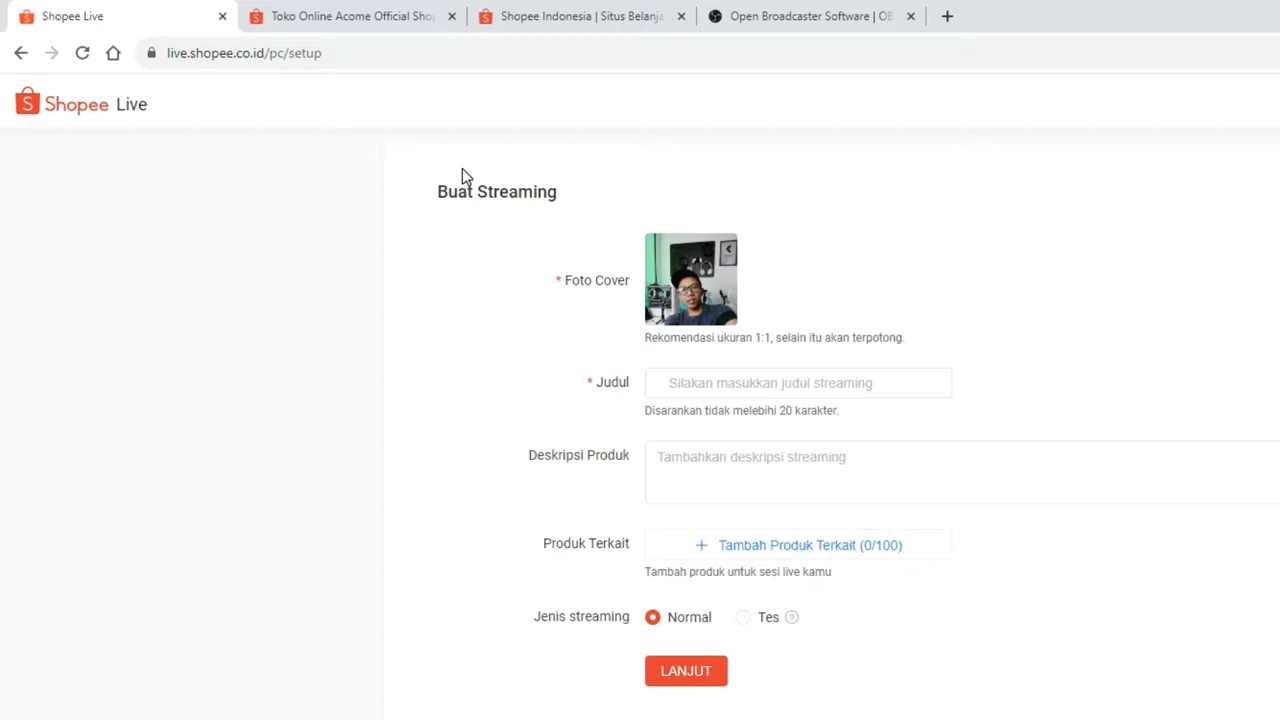 Shopee Live
Toko Online Acome Official Shop
Shopee Indonesia | Situs Belanja
Open Broadcaster Software | OB
live.shopee.co.id/pc/setup
Shopee Live
Buat Streaming
* Foto Cover
Rekomendasi ukuran 1:1, selain itu akan terpotong.
* Judul
Silakan masukkan judul streaming
Disarankan tidak melebihi 20 karakter.
Deskripsi Produk
Tambahkan deskripsi streaming
Produk Terkait
+ Tambah Produk Terkait (0/100)
Tambah produk untuk sesi live kamu
Jenis streaming
Normal
Tes ?
LANJUT